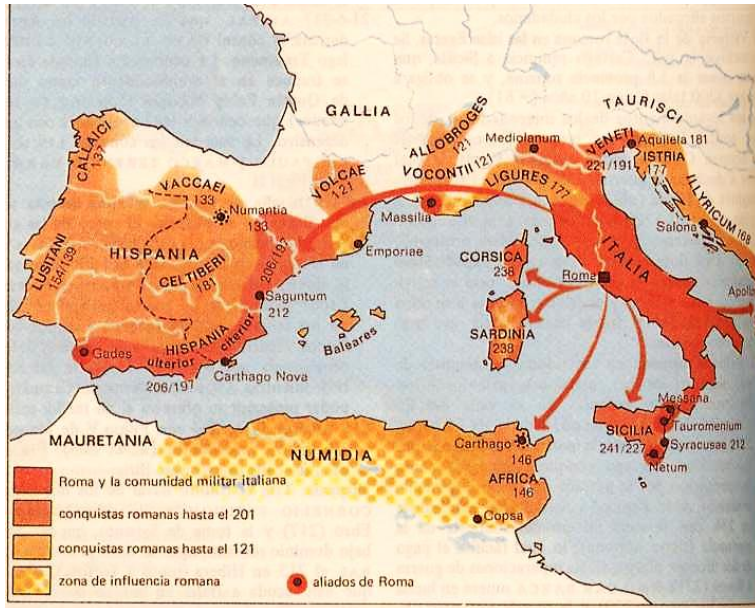 GALLIA
TAURISCI
CALLAICI
137
ALLOBROGES
121
Mediolanum
VENETI
221/191
Aquilela 181
ISTRIA
177
VACCAEI
133
VOLCAE
121
VOCONTII 121
LIGURES 177
ILLYRICUM 168
Numantia
133
Massilia
Salona
LUSITANI
154/139
HISPANIA
206/197
Emporiae
CORSICA
238
ITALIA
CELTIBERI
181
Roma
Saguntum
212
Baleares
SARDINIA
238
Gades
HISPANIA
ulterior
citerior
206/197
Carthago Nova
Messana
SICILIA
241/227
Tauromenium
Syracusae 212
Netum
MAURETANIA
NUMIDIA
Carthago
146
AFRICA
146
Copsa
Roma y la comunidad militar italiana
conquistas romanas hasta el 201
conquistas romanas hasta el 121
zona de influencia romana
aliados de Roma